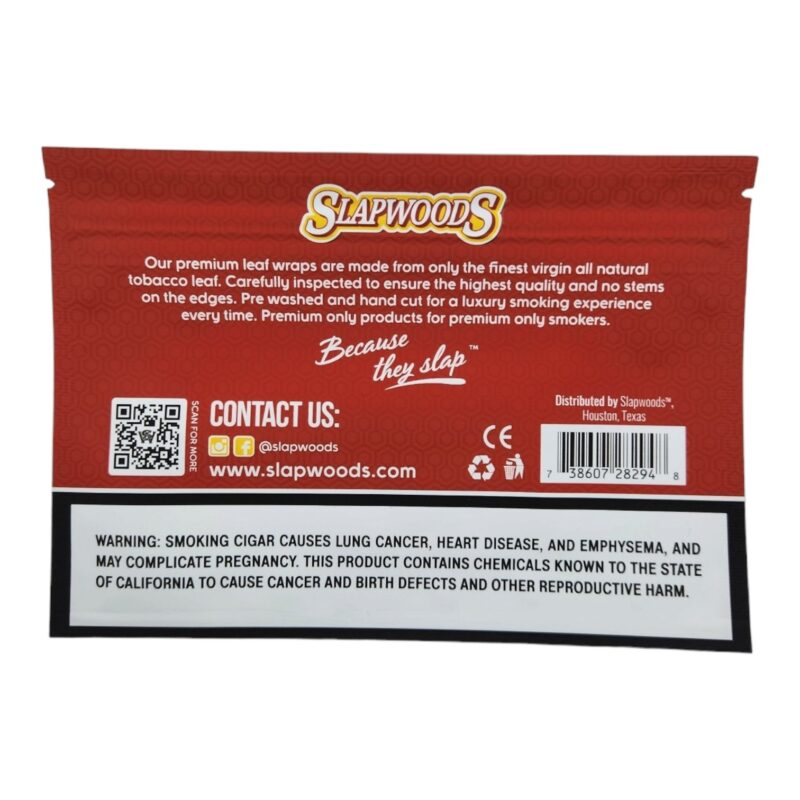 SLAPWOODS
Our premium leaf wraps are made from only the finest virgin all natural
tobacco leaf. Carefully inspected to ensure the highest quality and no stems
on the edges. Pre washed and hand cut for a luxury smoking experience
every time. Premium only products for premium only smokers.
Because
they slap™
SCAN FOR MORE
CONTACT US:
@slapwoods
www.slapwoods.com
CE
Distributed by Slapwoods™,
Houston, Texas
7 38607 28294 8
WARNING: SMOKING CIGAR CAUSES LUNG CANCER, HEART DISEASE, AND EMPHYSEMA, AND
MAY COMPLICATE PREGNANCY. THIS PRODUCT CONTAINS CHEMICALS KNOWN TO THE STATE
OF CALIFORNIA TO CAUSE CANCER AND BIRTH DEFECTS AND OTHER REPRODUCTIVE HARM.